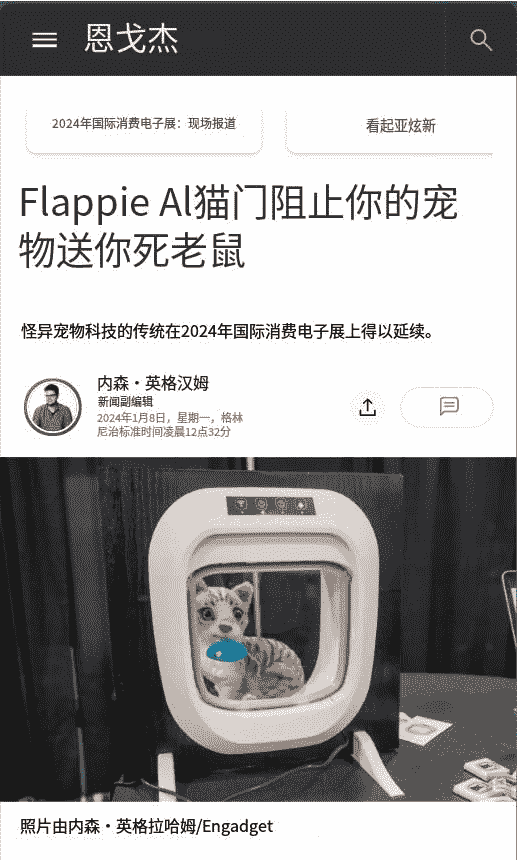 恩戈杰
2024年国际消费电子展：现场报道
看起亚炫新
Flappie Al猫门阻止你的宠
物送你死老鼠
怪异宠物科技的传统在2024年国际消费电子展上得以延续。
内森·英格汉姆
新闻副编辑
2024年1月8日，星期一，格林
尼治标准时间凌晨12点32分
照片由内森·英格拉哈姆/Engadget